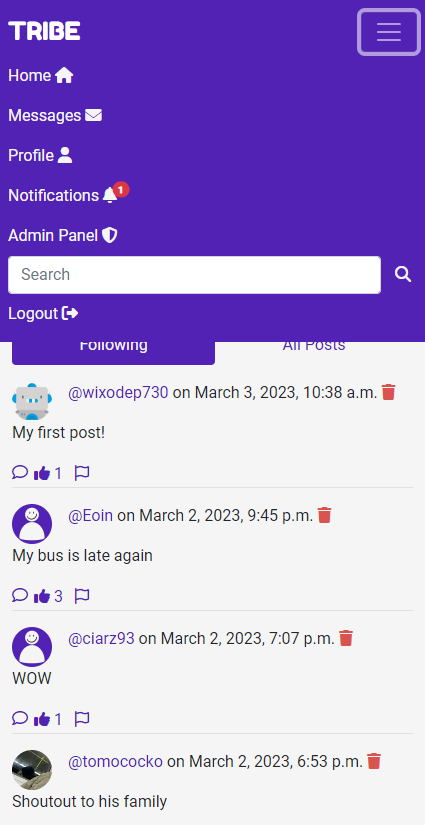 TRIBE
Home
Messages
Profile
Notifications 1
Admin Panel
Search
Logout
Following All Posts
@wixodep730 on March 3, 2023, 10:38 a.m.
My first post!
1
@Eoin on March 2, 2023, 9:45 p.m.
My bus is late again
3
@ciarz93 on March 2, 2023, 7:07 p.m.
WOW
1
@tomococko on March 2, 2023, 6:53 p.m.
Shoutout to his family